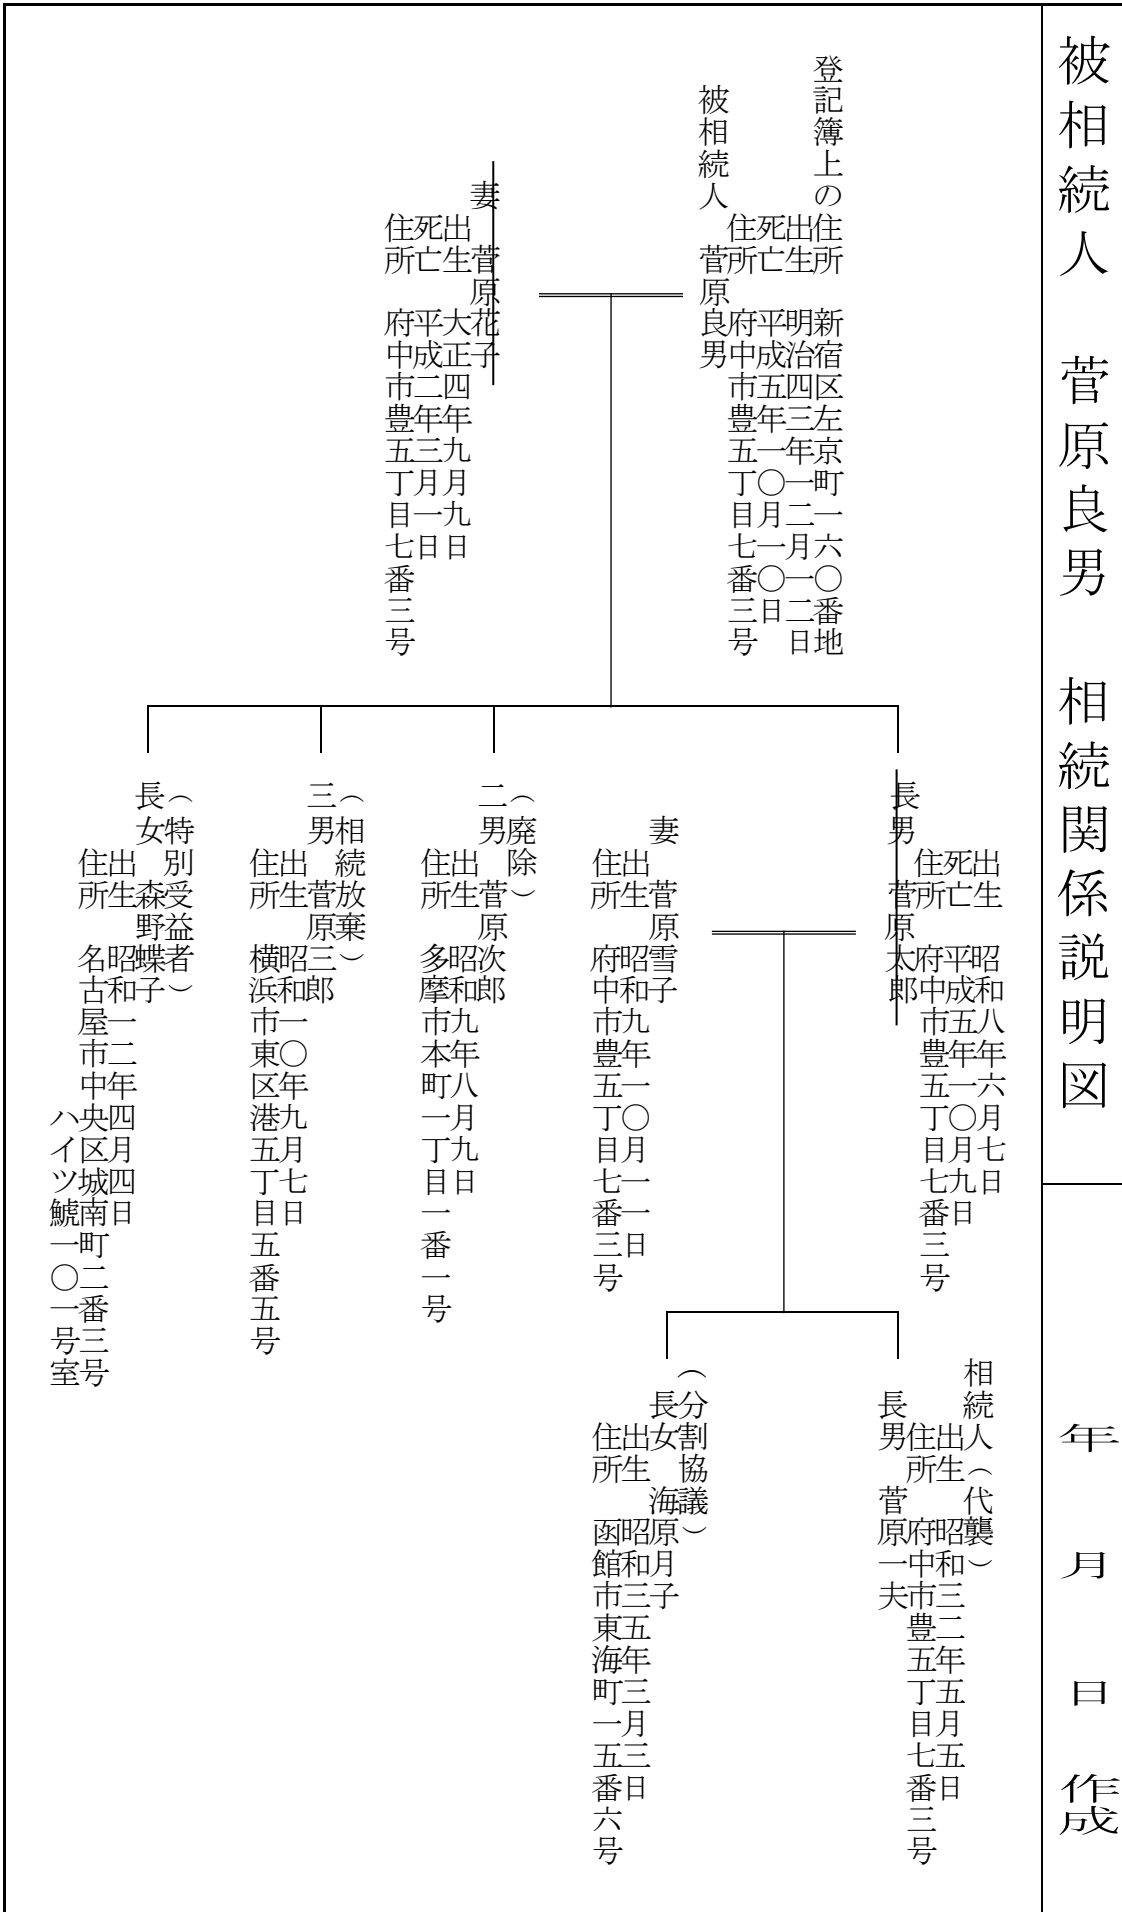 被相続人　菅原良男　相続関係説明図
年　月　日　作成
登記簿上の住所　新宿区左京町一六〇番地
出生　明治四三年一二月一二日
死亡　平成五年一〇月一〇日
住所　府中市豊五丁目七番三号
被相続人　菅原良男
妻　菅原花子
出生　大正四年九月九日
死亡　平成二年三月一日
住所　府中市豊五丁目七番三号
出生　昭和八年六月七日
死亡　平成五年一〇月九日
住所　府中市豊五丁目七番三号
長男　菅原太郎
妻　菅原雪子
出生　昭和九年一〇月一一日
住所　府中市豊五丁目七番三号
（廃除）
二男　菅原次郎
出生　昭和九年八月九日
住所　多摩市本町一丁目一番一号
（相続放棄）
三男　菅原三郎
出生　昭和一〇年九月七日
住所　横浜市東区港五丁目五番五号
（特別受益者）
長女　森野蝶子
出生　昭和一二年四月四日
住所　名古屋市中央区城南町二番三号
ハイツ鯱一〇一号室
相続人（代襲）
出生　昭和三二年五月五日
住所　府中市豊五丁目七番三号
長男　菅原一夫
（分割協議）
長女　海原月子
出生　昭和三五年三月三日
住所　函館市東海町一五番六号